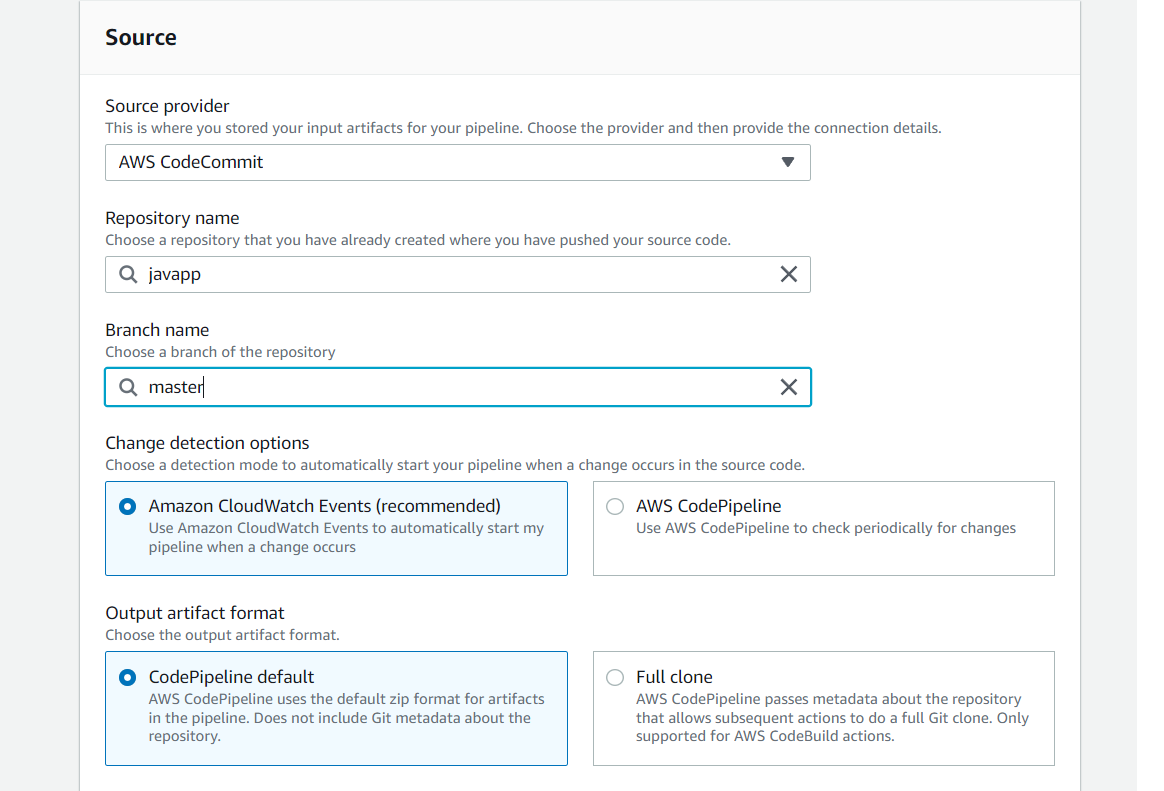 Source
Source provider
This is where you stored your input artifacts for your pipeline. Choose the provider and then provide the connection details.
AWS CodeCommit
Repository name
Choose a repository that you have already created where you have pushed your source code.
javapp
Branch name
Choose a branch of the repository
master
Change detection options
Choose a detection mode to automatically start your pipeline when a change occurs in the source code.
Amazon CloudWatch Events (recommended)
Use Amazon CloudWatch Events to automatically start my
pipeline when a change occurs
AWS CodePipeline
Use AWS CodePipeline to check periodically for changes
Output artifact format
Choose the output artifact format.
CodePipeline default
AWS CodePipeline uses the default zip format for artifacts
in the pipeline. Does not include Git metadata about the
repository.
Full clone
AWS CodePipeline passes metadata about the repository
that allows subsequent actions to do a full Git clone. Only
supported for AWS CodeBuild actions.